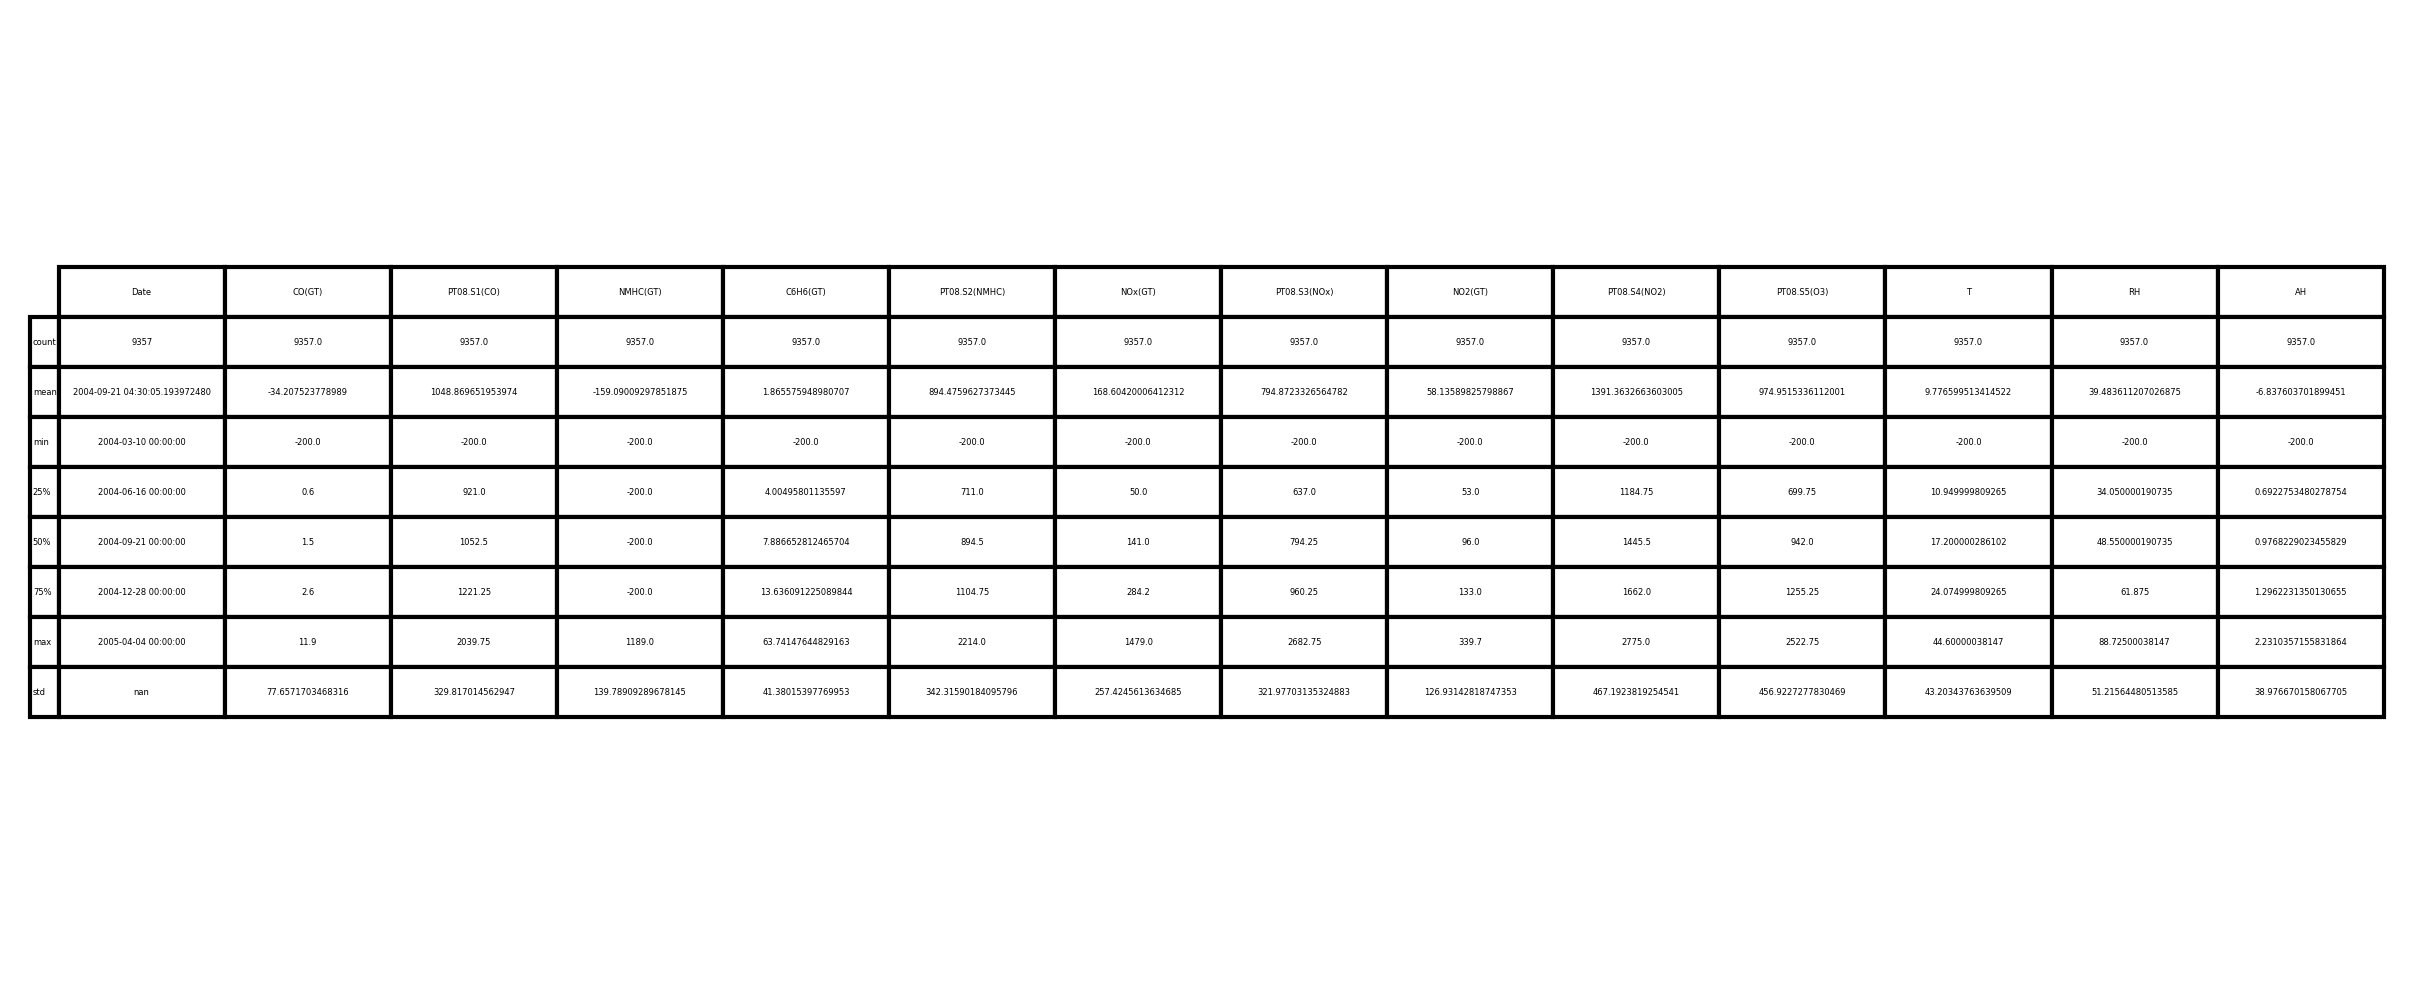 Date CO(GT) PT08.S1(CO) NMHC(GT) C6H6(GT) PT08.S2(NMHC) NOx(GT) PT08.S3(NOx) NO2(GT) PT08.S4(NO2) PT08.S5(O3) T RH AH
count 9357 9357.0 9357.0 9357.0 9357.0 9357.0 9357.0 9357.0 9357.0 9357.0 9357.0 9357.0 9357.0 9357.0
mean 2004-09-21 04:30:05.193972480 -34.207523778989 1048.869651953974 -159.09009297851875 1.865575948980707 894.4759627373445 168.60420006412312 794.8723326564782 58.13589825798867 1391.3632663603005 974.9515336112001 9.776599513414522 39.483611207026875 -6.837603701899451
min 2004-03-10 00:00:00 -200.0 -200.0 -200.0 -200.0 -200.0 -200.0 -200.0 -200.0 -200.0 -200.0 -200.0 -200.0 -200.0
25% 2004-06-16 00:00:00 0.6 921.0 -200.0 4.00495801135597 711.0 50.0 637.0 53.0 1184.75 699.75 10.949999809265 34.050000190735 0.6922753480278754
50% 2004-09-21 00:00:00 1.5 1052.5 -200.0 7.886652812465704 894.5 141.0 794.25 96.0 1445.5 942.0 17.200000286102 48.550000190735 0.9768229023455829
75% 2004-12-28 00:00:00 2.6 1221.25 -200.0 13.636091225089844 1104.75 284.2 960.25 133.0 1662.0 1255.25 24.074999809265 61.875 1.2962231350130655
max 2005-04-04 00:00:00 11.9 2039.75 1189.0 63.74147644829163 2214.0 1479.0 2682.75 339.7 2775.0 2522.75 44.60000038147 88.72500038147 2.2310357155831864
std nan 77.6571703468316 329.817014562947 139.78909289678145 41.38015397769953 342.31590184095796 257.4245613634685 321.97703135324883 126.93142818747353 467.1923819254541 456.9227277830469 43.20343763639509 51.21564480513585 38.976670158067705